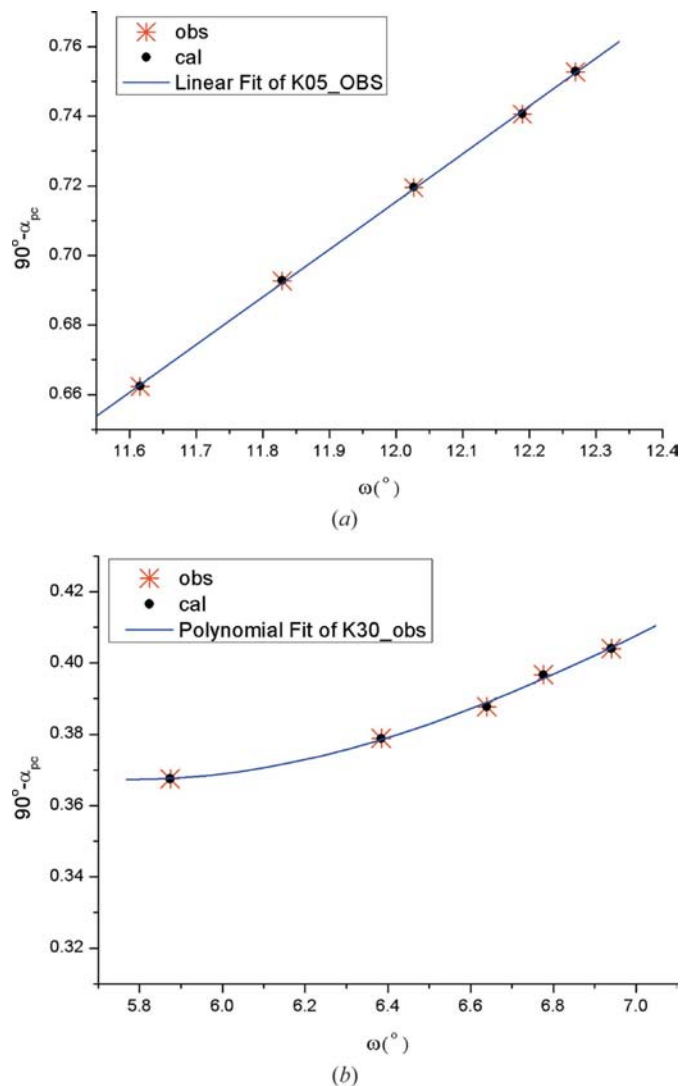 obs
cal
Linear Fit of K05_OBS
0.76
0.74
0.72
0.70
0.68
0.66
90°-α_pc
11.6 11.7 11.8 11.9 12.0 12.1 12.2 12.3 12.4
ω(°)
(a)
obs
cal
Polynomial Fit of K30_obs
0.42
0.40
0.38
0.36
0.34
0.32
90°-α_pc
5.8 6.0 6.2 6.4 6.6 6.8 7.0
ω(°)
(b)